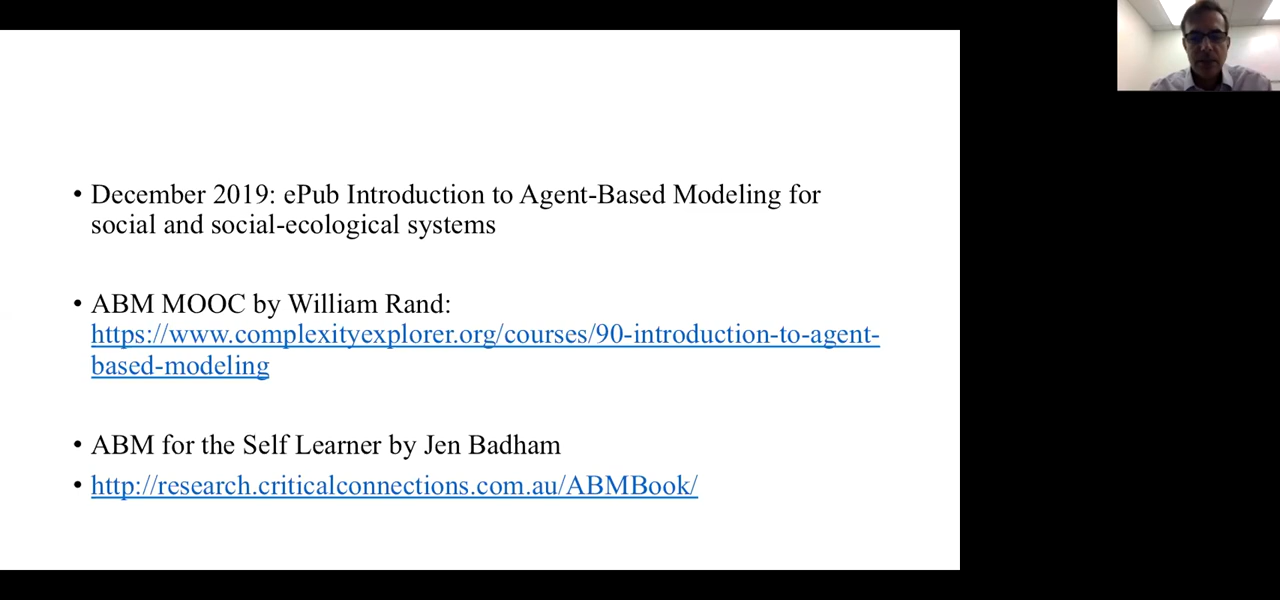 • December 2019: ePub Introduction to Agent-Based Modeling for
social and social-ecological systems
• ABM MOOC by William Rand:
https://www.complexityexplorer.org/courses/90-introduction-to-agent-
based-modeling
• ABM for the Self Learner by Jen Badham
• http://research.criticalconnections.com.au/ABMBook/